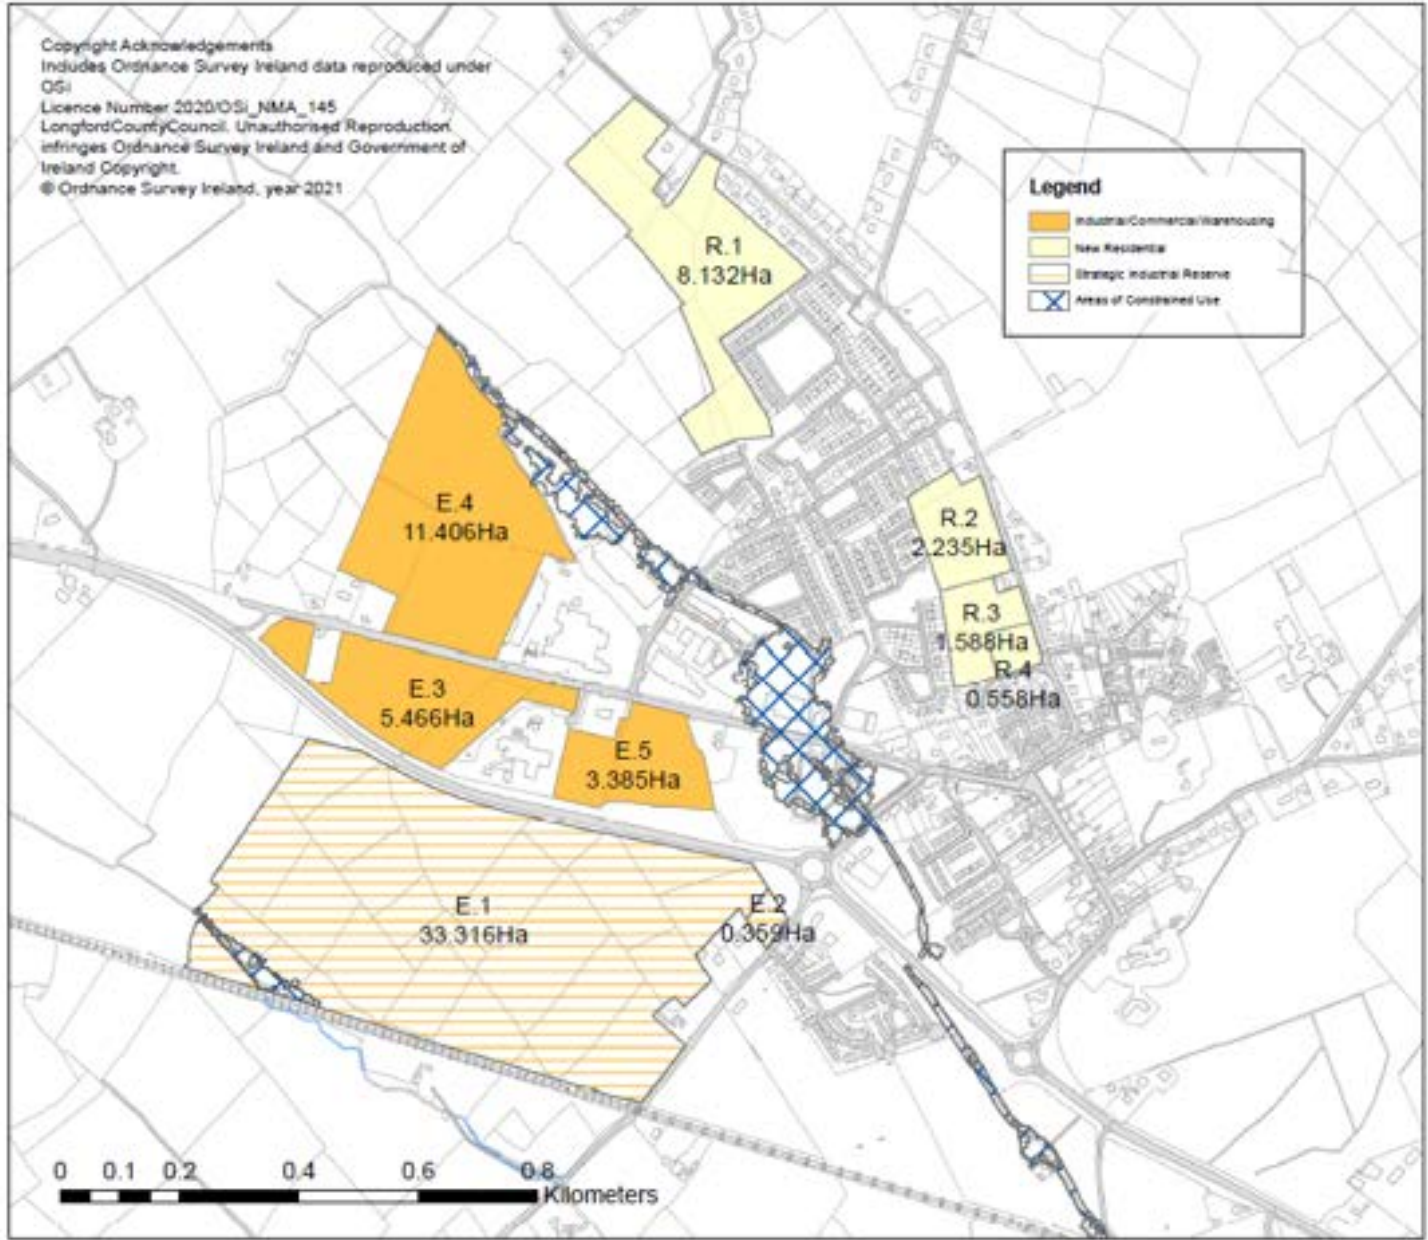 Copyright Acknowledgements
Includes Ordnance Survey Ireland data reproduced under
OSi
Licence Number 2020/OSi_NMA_145
LongfordCountyCouncil. Unauthorised Reproduction
infringes Ordnance Survey Ireland and Government of
Ireland Copyright.
© Ordnance Survey Ireland, year 2021
Legend
Industrial/Commercial/Warehousing
New Residential
Strategic Industrial Reserve
Areas of Constrained Use
R.1
8.132Ha
E.4
11.406Ha
R.2
2.235Ha
R.3
1.588Ha
R.4
0.558Ha
E.3
5.466Ha
E.5
3.385Ha
E.1
33.316Ha
E.2
0.359Ha
0 0.1 0.2 0.4 0.6 0.8
Kilometers